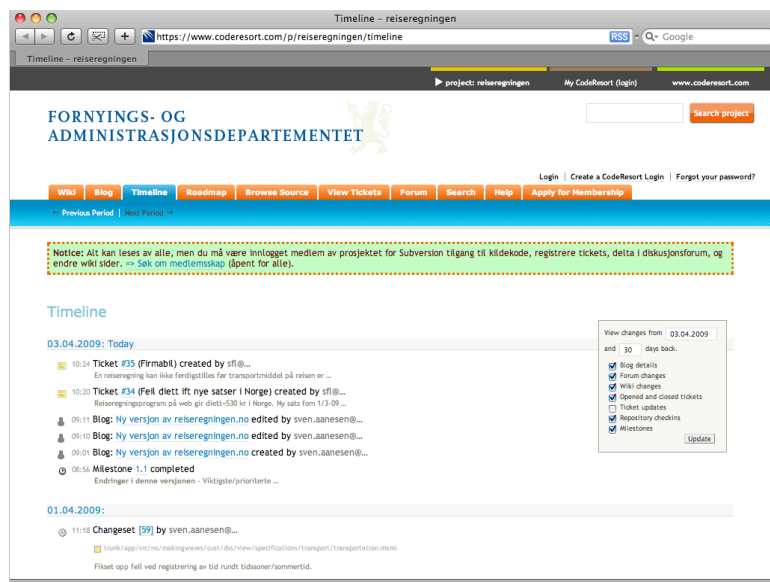 Timeline – reiseregningen
https://www.coderesort.com/p/reiseregningen/timeline
RSS
Google
Timeline – reiseregningen
project: reiseregningen
My CodeResort (login)
www.coderesort.com
FORNYINGS- OG
ADMINISTRASJONSDEPARTEMENTET
Search project
Login | Create a CodeResort Login | Forgot your password?
Wiki Blog Timeline Roadmap Browse Source View Tickets Forum Search Help Apply for Membership
← Previous Period | Next Period →
Notice: Alt kan leses av alle, men du må være innlogget medlem av prosjektet for Subversion tilgang til kildekode, registrere tickets, delta i diskusjonsforum, og
endre wiki sider. => Søk om medlemsskap (åpent for alle).
Timeline
View changes from 03.04.2009
and 30 days back.
Blog details
Forum changes
Wiki changes
Opened and closed tickets
Ticket updates
Repository checkins
Milestones
Update
03.04.2009: Today
10:24 Ticket #35 (Firmabil) created by sfl@…
En reiseregning kan ikke ferdigstilles før transportmiddel på reisen er …
10:20 Ticket #34 (Feil diett ift nye satser i Norge) created by sfl@…
Reiseregningsprogram på web gir diett=530 kr i Norge. Ny sats fom 1/3-09 …
09:11 Blog: Ny versjon av reiseregningen.no edited by sven.aanesen@…
09:10 Blog: Ny versjon av reiseregningen.no edited by sven.aanesen@…
09:01 Blog: Ny versjon av reiseregningen.no created by sven.aanesen@…
08:56 Milestone 1.1 completed
Endringer i denne versjonen - Viktigste/prioriterte …
01.04.2009:
11:18 Changeset [59] by sven.aanesen@…
trunk/app/src/no/makingwaves/cust/dss/view/specifications/transport/transportation.mxml
Fikset opp feil ved registrering av tid rundt tidssoner/sommertid.